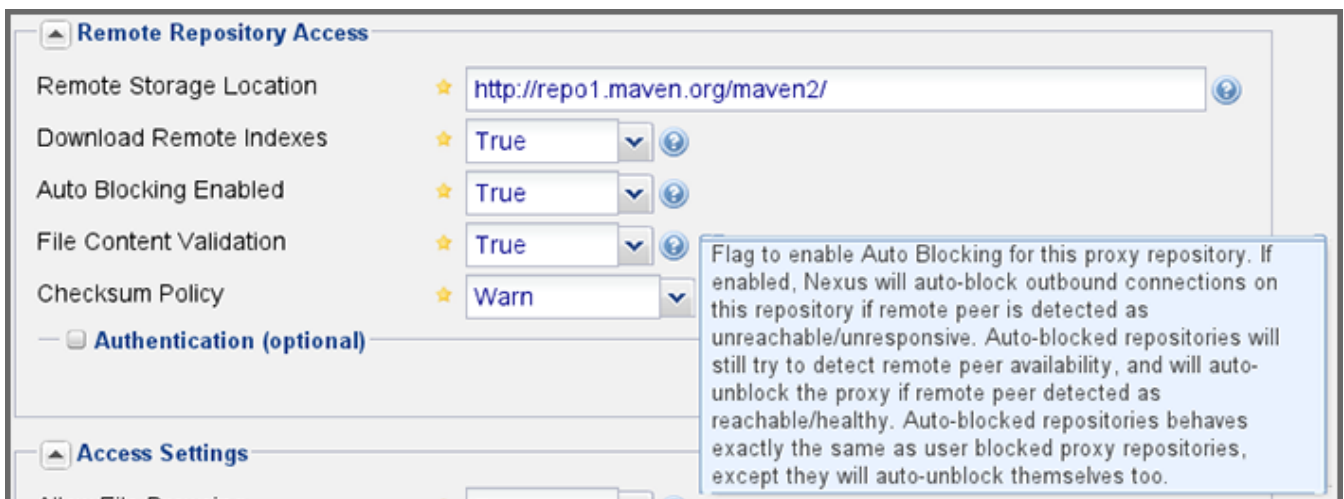 Remote Repository Access
Remote Storage Location http://repo1.maven.org/maven2/
Download Remote Indexes True
Auto Blocking Enabled True
File Content Validation True
Checksum Policy Warn
Flag to enable Auto Blocking for this proxy repository. If
enabled, Nexus will auto-block outbound connections on
this repository if remote peer is detected as
unreachable/unresponsive. Auto-blocked repositories will
still try to detect remote peer availability, and will auto-
unblock the proxy if remote peer detected as
reachable/healthy. Auto-blocked repositories behaves
exactly the same as user blocked proxy repositories,
except they will auto-unblock themselves too.
Authentication (optional)
Access Settings